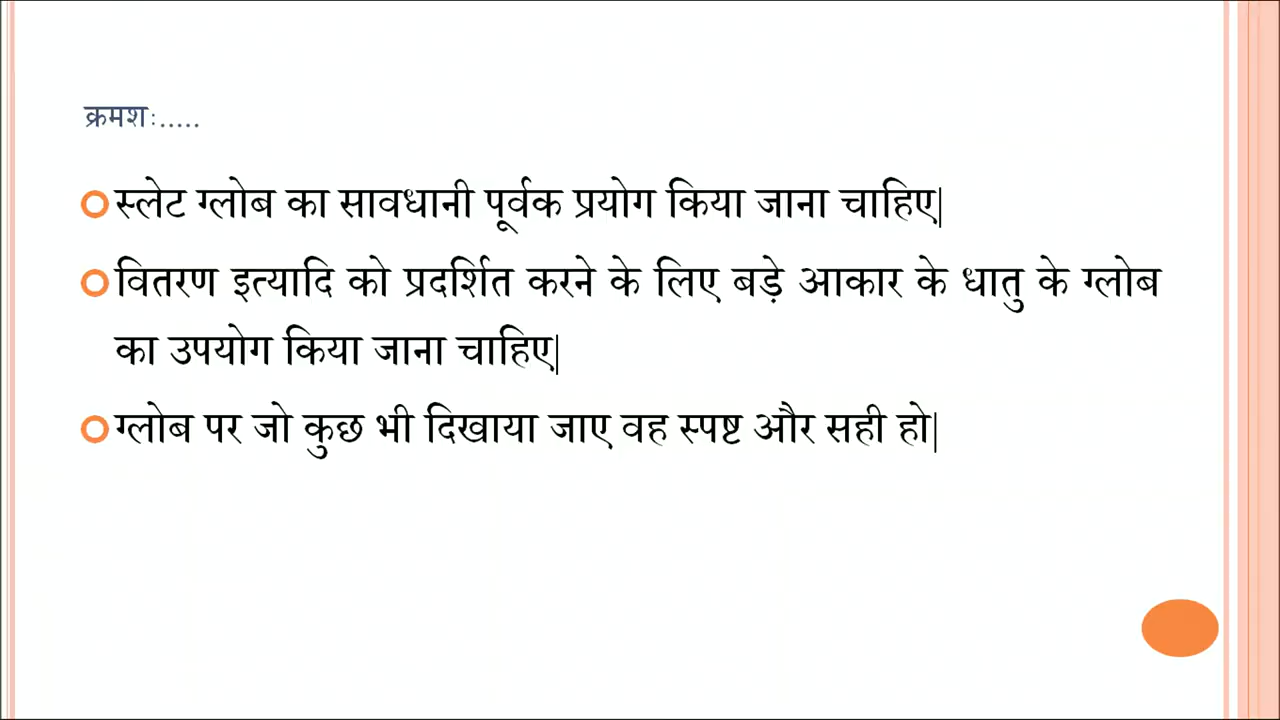 क्रमशः.....
स्लेट ग्लोब का सावधानी पूर्वक प्रयोग किया जाना चाहिए|
वितरण इत्यादि को प्रदर्शित करने के लिए बड़े आकार के धातु के ग्लोब
का उपयोग किया जाना चाहिए|
ग्लोब पर जो कुछ भी दिखाया जाए वह स्पष्ट और सही हो|